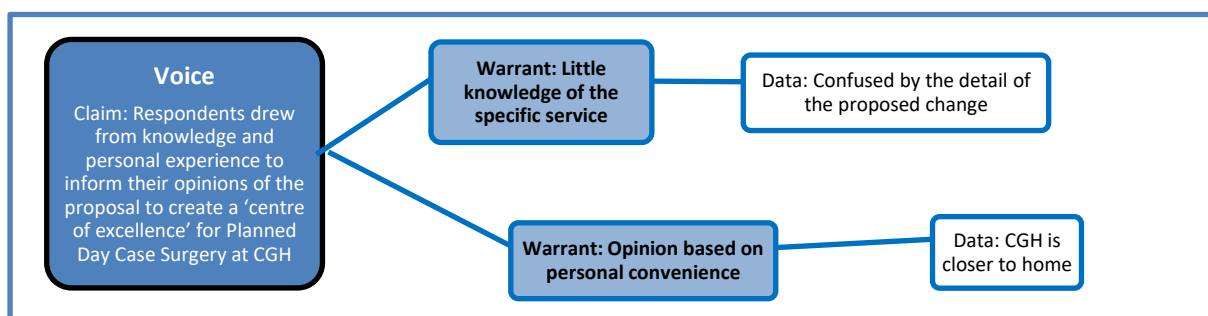 Voice
Claim: Respondents drew
from knowledge and
personal experience to
inform their opinions of the
proposal to create a ‘centre
of excellence’ for Planned
Day Case Surgery at CGH
Warrant: Little
knowledge of the
specific service
Data: Confused by the detail of
the proposed change
Warrant: Opinion based on
personal convenience
Data: CGH is
closer to home